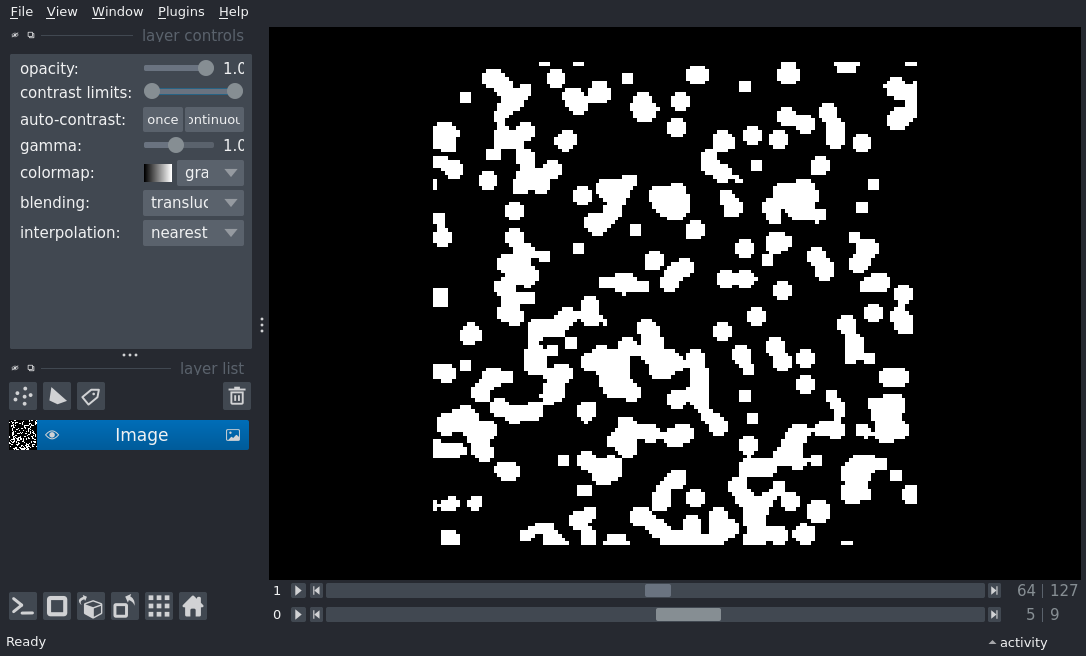 File View Window Plugins Help
layer controls
opacity: 1.0
contrast limits:
auto-contrast: once ontinuou
gamma: 1.0
colormap: gra
blending: transluc
interpolation: nearest
layer list
Image
1 64 | 127
0 5 | 9
Ready activity